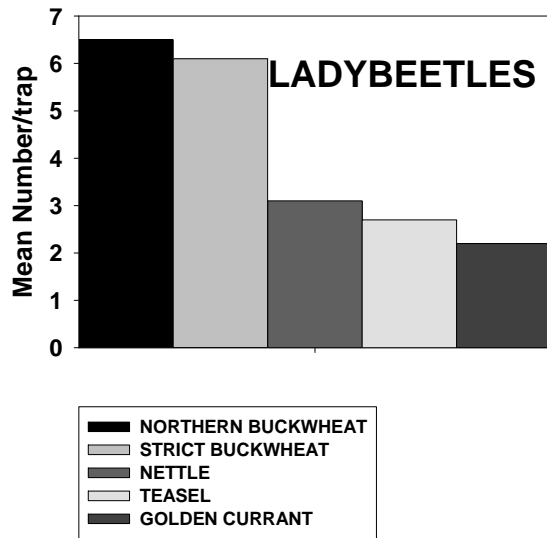 7
6
5
4
3
2
1
0
Mean Number/trap
LADYBEETLES
NORTHERN BUCKWHEAT
STRICT BUCKWHEAT
NETTLE
TEASEL
GOLDEN CURRANT